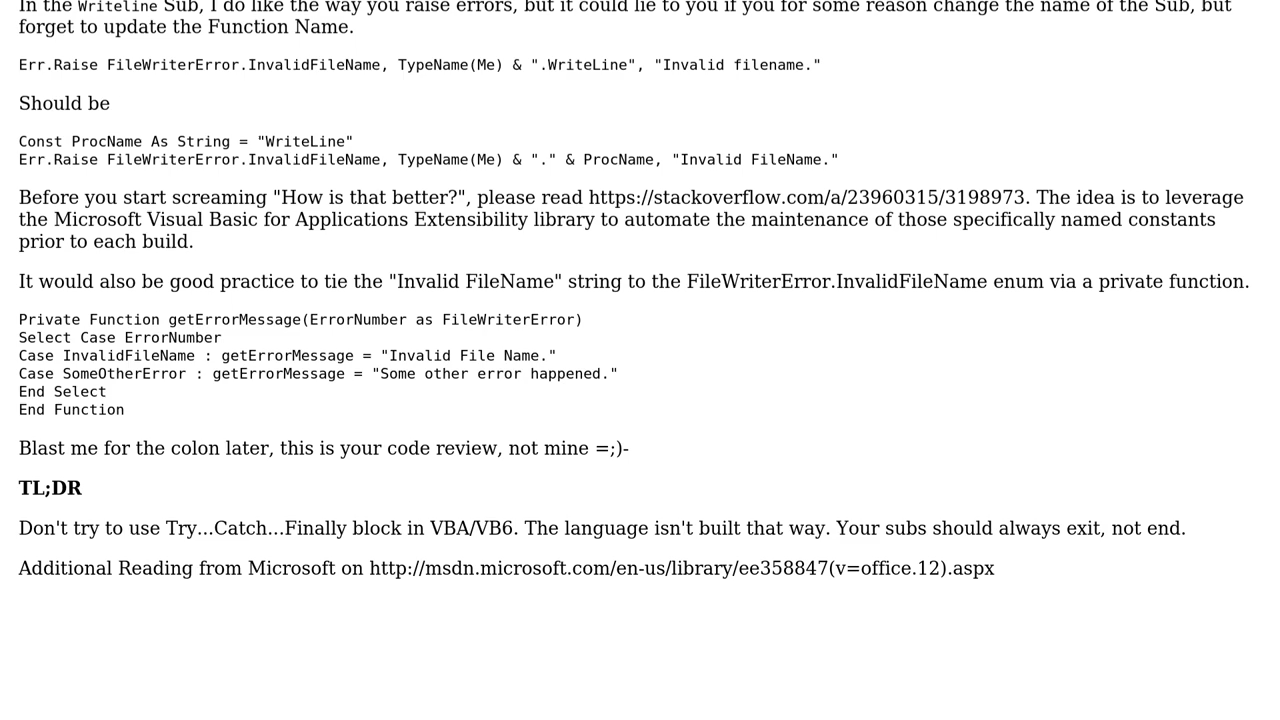 In the Writeline Sub, I do like the way you raise errors, but it could lie to you if you for some reason change the name of the Sub, but
forget to update the Function Name.
Err.Raise FileWriterError.InvalidFileName, TypeName(Me) & ".WriteLine", "Invalid filename."
Should be
Const ProcName As String = "WriteLine"
Err.Raise FileWriterError.InvalidFileName, TypeName(Me) & "." & ProcName, "Invalid FileName."
Before you start screaming "How is that better?", please read https://stackoverflow.com/a/23960315/3198973. The idea is to leverage
the Microsoft Visual Basic for Applications Extensibility library to automate the maintenance of those specifically named constants
prior to each build.
It would also be good practice to tie the "Invalid FileName" string to the FileWriterError.InvalidFileName enum via a private function.
Private Function getErrorMessage(ErrorNumber as FileWriterError)
Select Case ErrorNumber
Case InvalidFileName : getErrorMessage = "Invalid File Name."
Case SomeOtherError : getErrorMessage = "Some other error happened."
End Select
End Function
Blast me for the colon later, this is your code review, not mine =;)-
TL;DR
Don't try to use Try...Catch...Finally block in VBA/VB6. The language isn't built that way. Your subs should always exit, not end.
Additional Reading from Microsoft on http://msdn.microsoft.com/en-us/library/ee358847(v=office.12).aspx